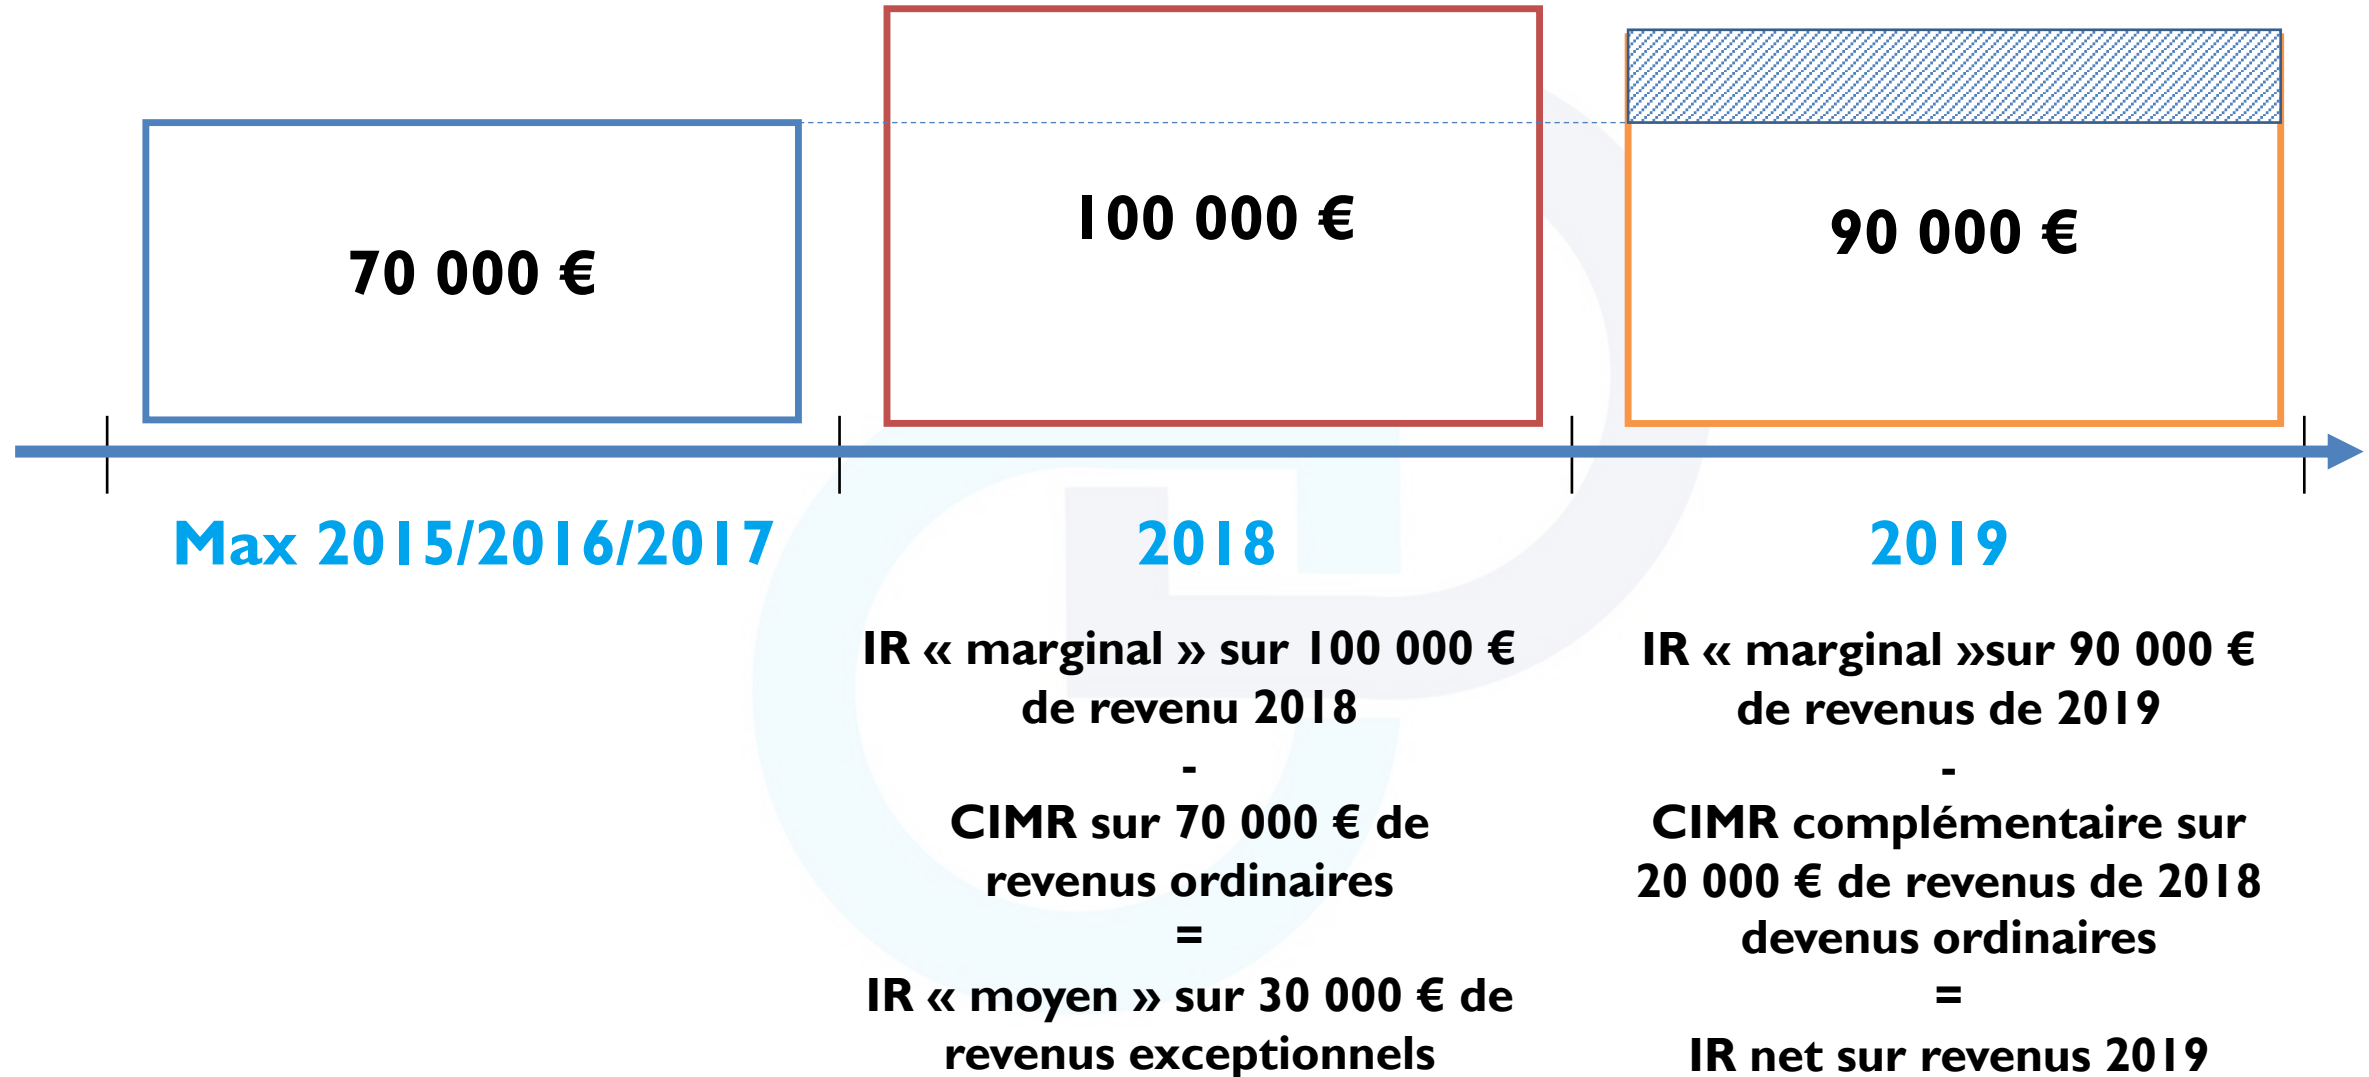 70 000 €
100 000 €
90 000 €
Max 2015/2016/2017
2018
2019
IR « marginal » sur 100 000 €
de revenu 2018
-
CIMR sur 70 000 € de
revenus ordinaires
=
IR « moyen » sur 30 000 € de
revenus exceptionnels
IR « marginal »sur 90 000 €
de revenus de 2019
-
CIMR complémentaire sur
20 000 € de revenus de 2018
devenus ordinaires
=
IR net sur revenus 2019